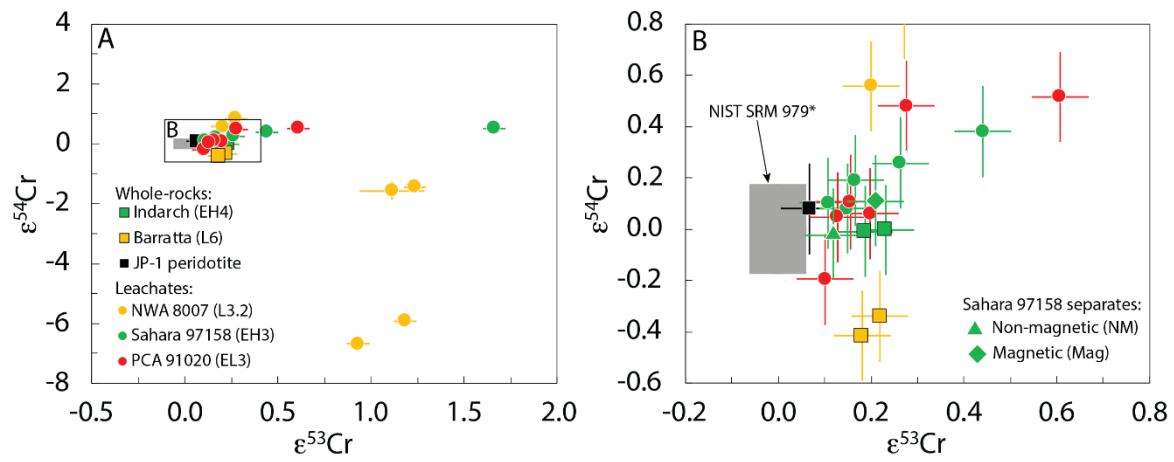 A
4
2
0
-2
-4
-6
-8
ε54Cr
B
Whole-rocks:
Indarch (EH4)
Barratta (L6)
JP-1 peridotite
Leachates:
NWA 8007 (L3.2)
Sahara 97158 (EH3)
PCA 91020 (EL3)
-0.5
0.0
0.5
1.0
1.5
2.0
ε53Cr
B
0.8
0.6
0.4
0.2
0.0
-0.2
-0.4
-0.6
ε54Cr
NIST SRM 979*
Sahara 97158 separates:
Non-magnetic (NM)
Magnetic (Mag)
-0.2
0.0
0.2
0.4
0.6
0.8
ε53Cr